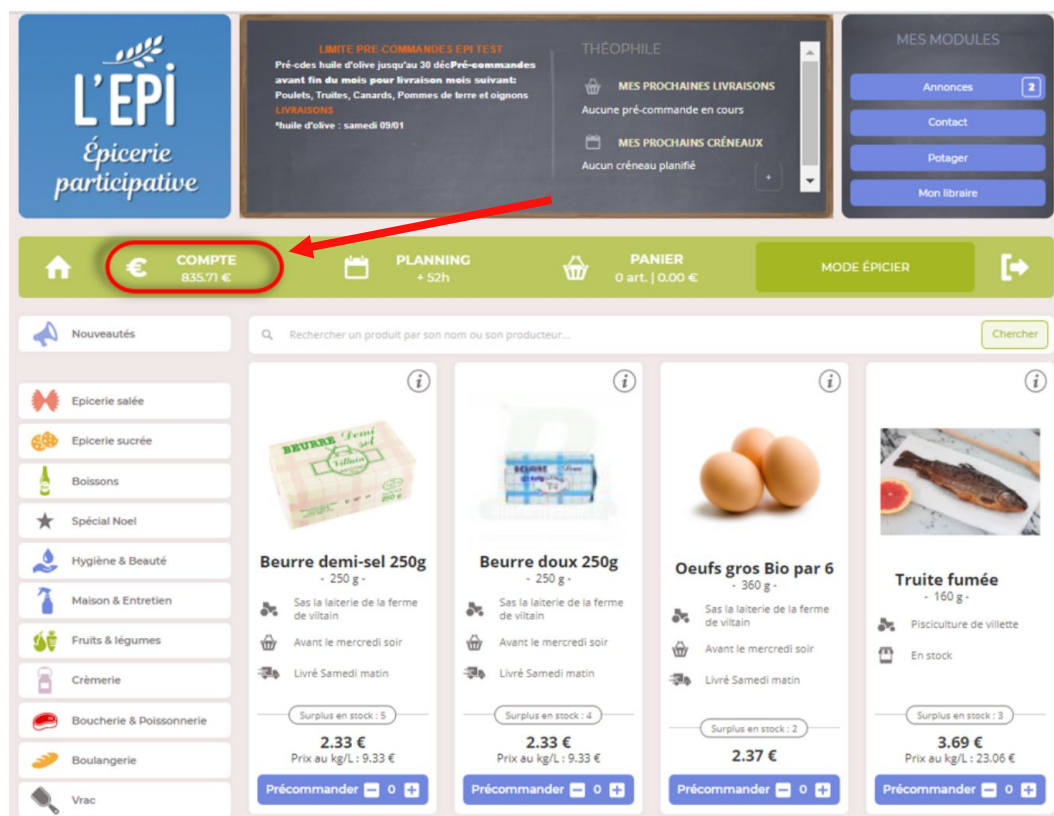 L'EPI
Épicerie
participative
LIMITE PRE-COMMANDES EPI TEST
Pré-cdes huile d'olive jusqu'au 30 décPré-commandes
avant fin du mois pour livraison mois suivant:
Poulets, Truites, Canards, Pommes de terre et oignons
LIVRAISONS
*huile d'olive : samedi 09/01
THÉOPHILE
MES PROCHAINES LIVRAISONS
Aucune pré-commande en cours
MES PROCHAINS CRÉNEAUX
Aucun créneau planifié
+
MES MODULES
Annonces 2
Contact
Potager
Mon libraire
€ COMPTE
835.71 €
PLANNING
+ 52h
PANIER
0 art. | 0.00 €
MODE ÉPICIER
Nouveautés
Rechercher un produit par son nom ou son producteur...
Chercher
Epicerie salée
Epicerie sucrée
Boissons
Spécial Noel
Hygiène & Beauté
Maison & Entretien
Fruits & légumes
Crèmerie
Boucherie & Poissonnerie
Boulangerie
Vrac
i
BEURRE Demi
sel
Viltain
250 g
Beurre demi-sel 250g
- 250 g -
Sas la laiterie de la ferme
de viltain
Avant le mercredi soir
Livré Samedi matin
Surplus en stock : 5
2.33 €
Prix au kg/L : 9.33 €
Précommander - 0 +
i
BEURRE Doux
Beurre doux 250g
- 250 g -
Sas la laiterie de la ferme
de viltain
Avant le mercredi soir
Livré Samedi matin
Surplus en stock : 4
2.33 €
Prix au kg/L : 9.33 €
Précommander - 0 +
i
Oeufs gros Bio par 6
- 360 g -
Sas la laiterie de la ferme
de viltain
Avant le mercredi soir
Livré Samedi matin
Surplus en stock : 2
2.37 €
Précommander - 0 +
i
Truite fumée
- 160 g -
Pisciculture de villette
En stock
Surplus en stock : 3
3.69 €
Prix au kg/L : 23.06 €
Précommander - 0 +